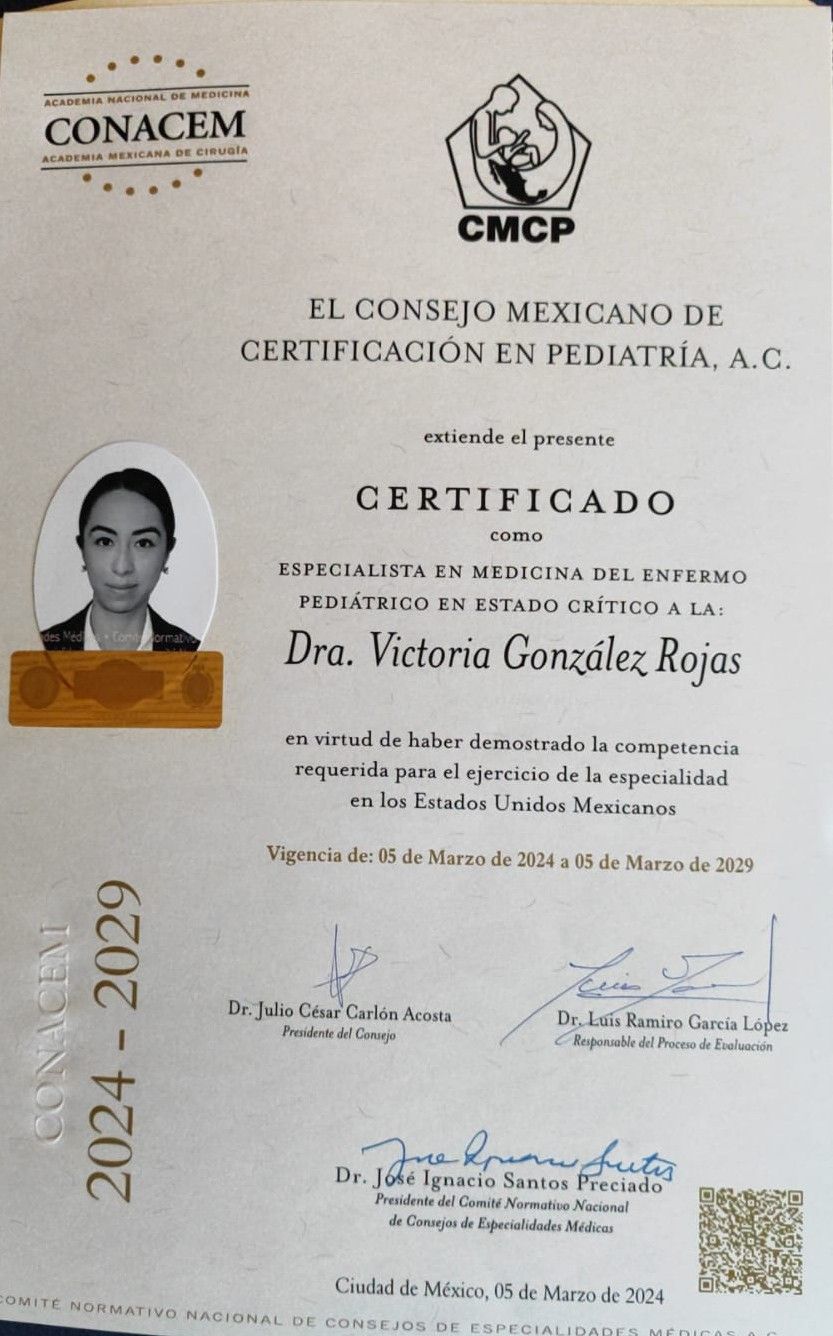 ACADEMIA NACIONAL DE MEDICINA
CONACEM
ACADEMIA MEXICANA DE CIRUGÍA
CMCP
EL CONSEJO MEXICANO DE
CERTIFICACIÓN EN PEDIATRÍA, A.C.
extiende el presente
CERTIFICADO
como
ESPECIALISTA EN MEDICINA DEL ENFERMO
PEDIÁTRICO EN ESTADO CRÍTICO A LA:
Dra. Victoria González Rojas
en virtud de haber demostrado la competencia
requerida para el ejercicio de la especialidad
en los Estados Unidos Mexicanos
Vigencia de: 05 de Marzo de 2024 a 05 de Marzo de 2029
CONACEM
2024 - 2029
Dr. Julio César Carlón Acosta
Presidente del Consejo
Dr. Luis Ramiro García López
Responsable del Proceso de Evaluación
Dr. José Ignacio Santos Preciado
Presidente del Comité Normativo Nacional
de Consejos de Especialidades Médicas
Ciudad de México, 05 de Marzo de 2024
COMITÉ NORMATIVO NACIONAL DE CONSEJOS DE ESPECIALIDADES MÉDICAS A.C.